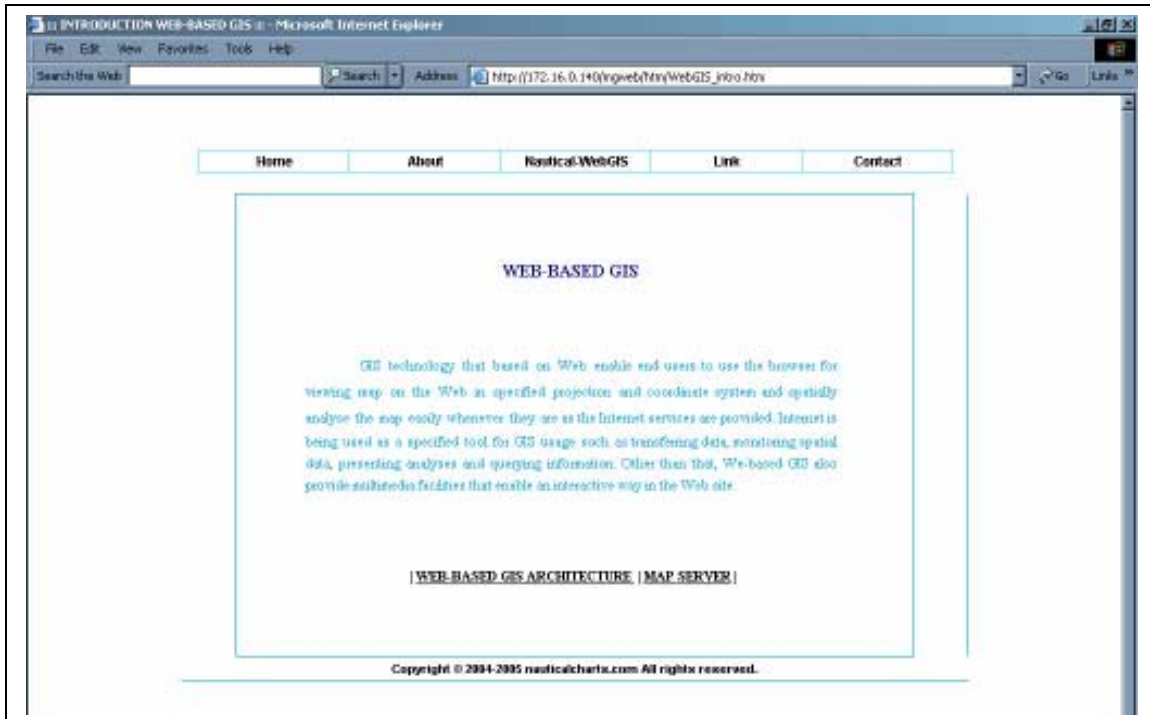 ::: INTRODUCTION WEB-BASED GIS ::: - Microsoft Internet Explorer
File Edit View Favorites Tools Help
Search the Web Search Address http://172.16.0.140/ingweb/htm/WebGIS_intro.htm Go Links
Home About Nautical-WebGIS Link Contact
WEB-BASED GIS
GIS technology that based on Web enable end users to use the browser for
viewing map on the Web in specified projection and coordinate system and spatially
analyse the map easily whenever they are as the Internet services are provided. Internet is
being used as a specified tool for GIS usage such as transferring data, monitoring spatial
data, presenting analyses and querying information. Other than that, We-based GIS also
provide multimedia facilities that enable an interactive way in the Web site.
| WEB-BASED GIS ARCHITECTURE | MAP SERVER |
Copyright © 2004-2005 nauticalcharts.com All rights reserved.